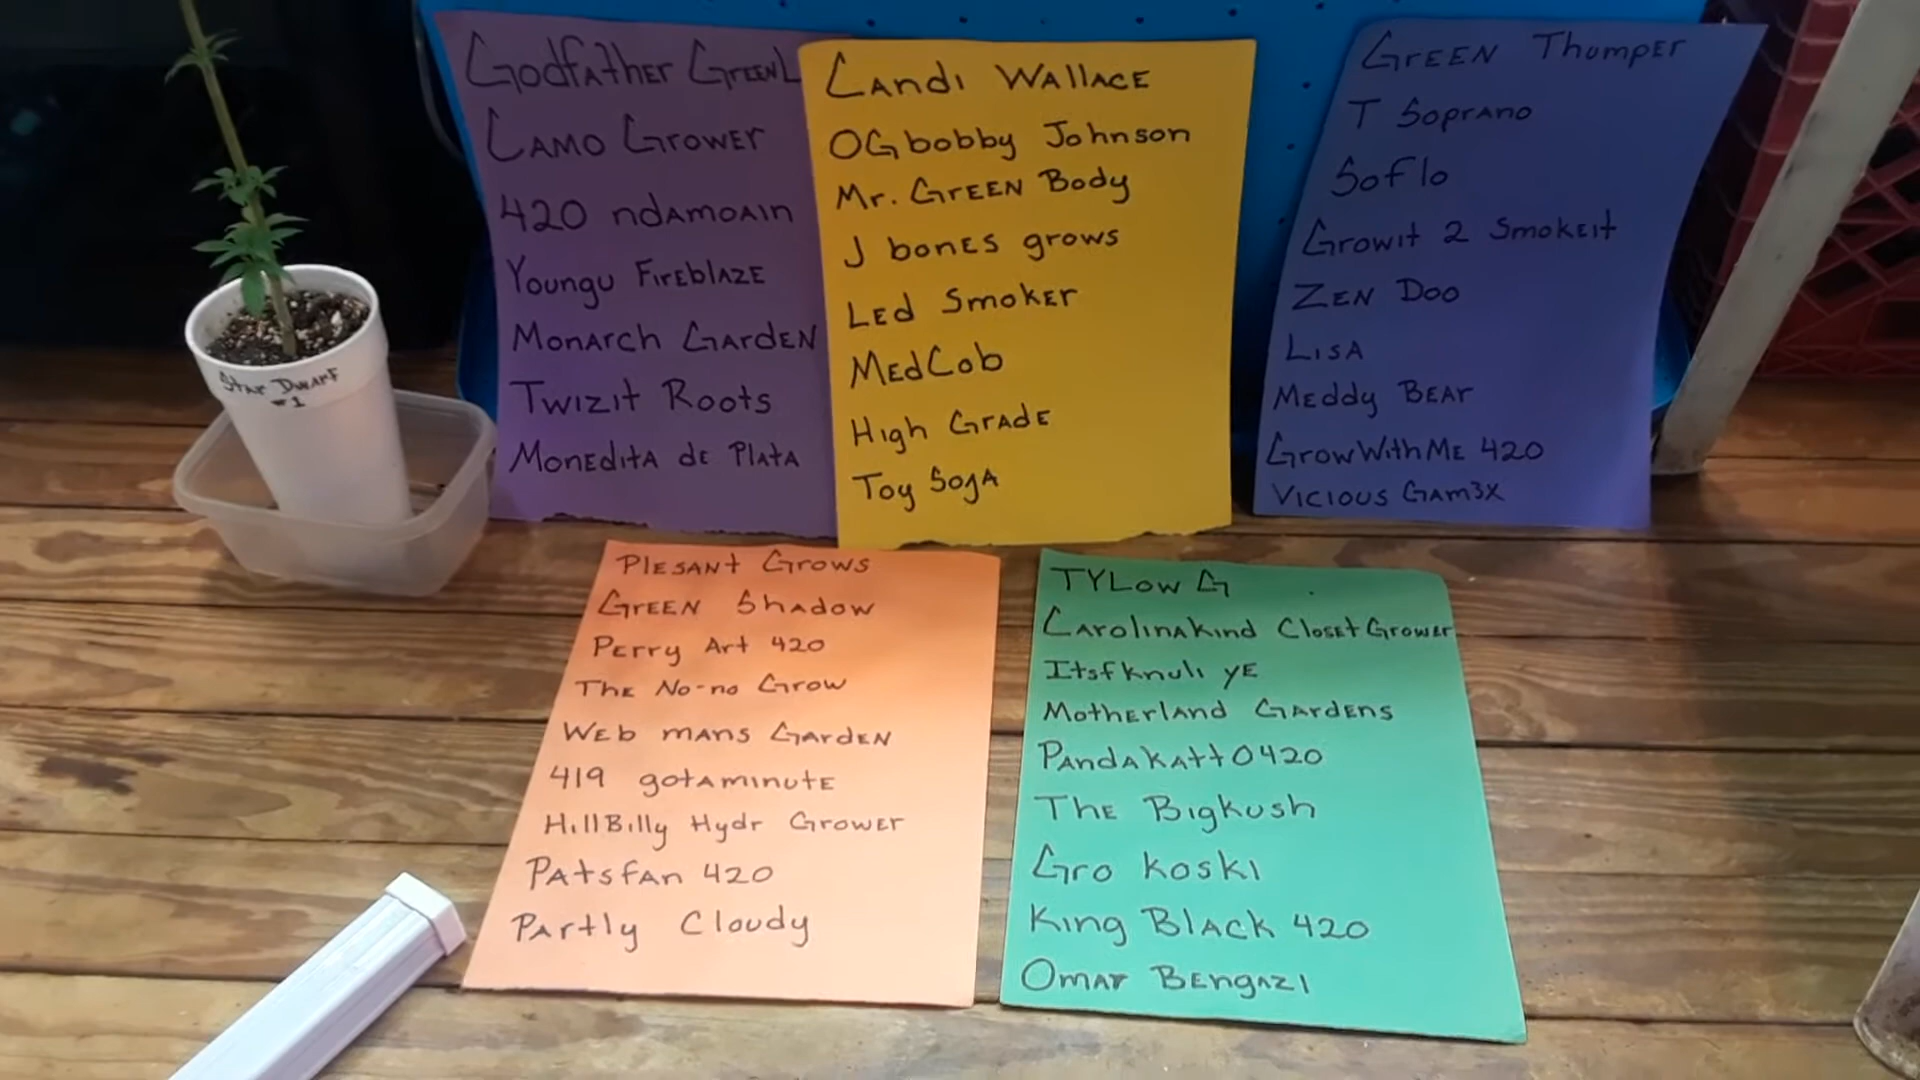 Godfather Green
Camo Grower
420 ndamoain
Youngu Fireblaze
Monarch Garden
Twizit Roots
Monedita de Plata
Candi Wallace
OGbobby Johnson
Mr. Green Body
J bones grows
Led Smoker
MedCob
High Grade
Toy Soja
Green Thumper
T Soprano
Soflo
Growit 2 Smokeit
Zen Doo
Lisa
Meddy Bear
GrowWithMe 420
Vicious Gam3x
Star Dwarf
#1
Plesant Grows
Green Shadow
Perry Art 420
The No-no Grow
Web mans Garden
419 gotaminute
HillBilly Hydr Grower
Patsfan 420
Partly Cloudy
TYLow G
Carolinakind Closet Grower
Itsfknuli ye
Motherland Gardens
Pandakatt0420
The Bigkush
Gro Koski
King Black 420
Omar Bengazi